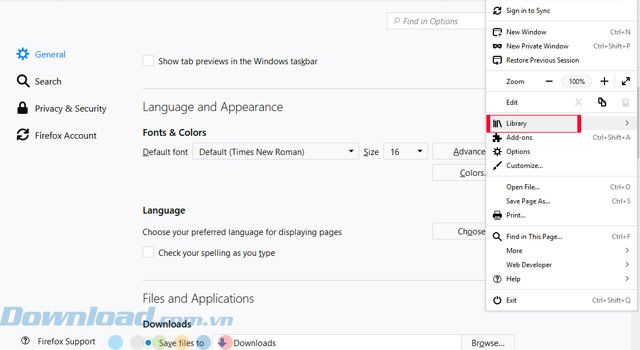 Find in Options
General
Search
Privacy & Security
Firefox Account
Firefox Support
Show tab previews in the Windows taskbar
Language and Appearance
Fonts & Colors
Default font Default (Times New Roman) Size 16 Advance
Colors..
Language
Choose your preferred language for displaying pages Choose
Check your spelling as you type
Files and Applications
Downloads
Save files to Downloads Browse...
Sign in to Sync
New Window Ctrl+N
New Private Window Ctrl+Shift+P
Restore Previous Session
Zoom 100%
Edit
Library
Add-ons Ctrl+Shift+A
Options
Customize...
Open File... Ctrl+O
Save Page As... Ctrl+S
Print...
Find in This Page... Ctrl+F
More
Web Developer
Help
Exit Ctrl+Shift+Q
Download.com.vn